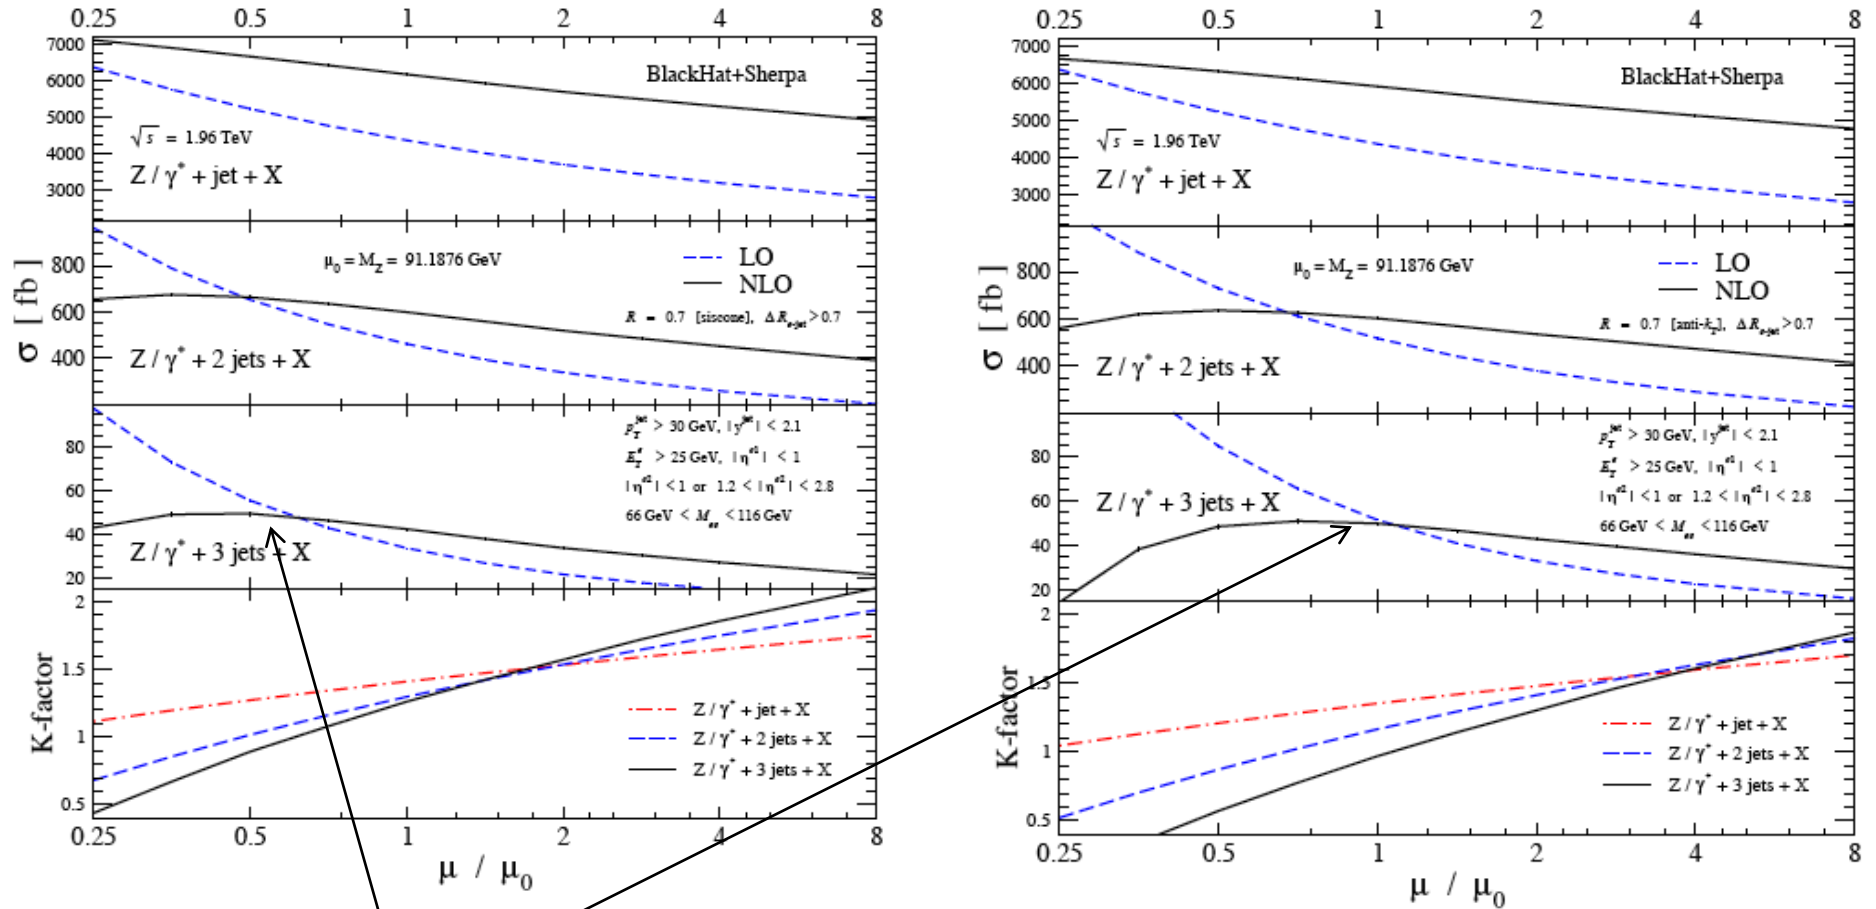 0.25 0.5 1 2 4 8
7000
6000
5000
4000
3000
BlackHat+Sherpa
√s = 1.96 TeV
Z / γ* + jet + X
800
600
400
μ0 = MZ = 91.1876 GeV
LO
NLO
R = 0.7 [siscone], ΔRe-jet > 0.7
Z / γ* + 2 jets + X
σ [ fb ]
80
60
40
20
pTjet > 30 GeV, | yjet | < 2.1
ETe > 25 GeV, | ηe1 | < 1
| ηe2 | < 1 or 1.2 < | ηe2 | < 2.8
66 GeV < Mee < 116 GeV
Z / γ* + 3 jets + X
2
1.5
1
0.5
K-factor
Z / γ* + jet + X
Z / γ* + 2 jets + X
Z / γ* + 3 jets + X
0.25 0.5 1 2 4 8
μ / μ0
0.25 0.5 1 2 4 8
7000
6000
5000
4000
3000
BlackHat+Sherpa
√s = 1.96 TeV
Z / γ* + jet + X
800
600
400
μ0 = MZ = 91.1876 GeV
LO
NLO
R = 0.7 [anti-kT], ΔRe-jet > 0.7
Z / γ* + 2 jets + X
σ [ fb ]
80
60
40
20
pTjet > 30 GeV, | yjet | < 2.1
ETe > 25 GeV, | ηe1 | < 1
| ηe2 | < 1 or 1.2 < | ηe2 | < 2.8
66 GeV < Mee < 116 GeV
Z / γ* + 3 jets + X
2
1.5
1
0.5
K-factor
Z / γ* + jet + X
Z / γ* + 2 jets + X
Z / γ* + 3 jets + X
0.25 0.5 1 2 4 8
μ / μ0